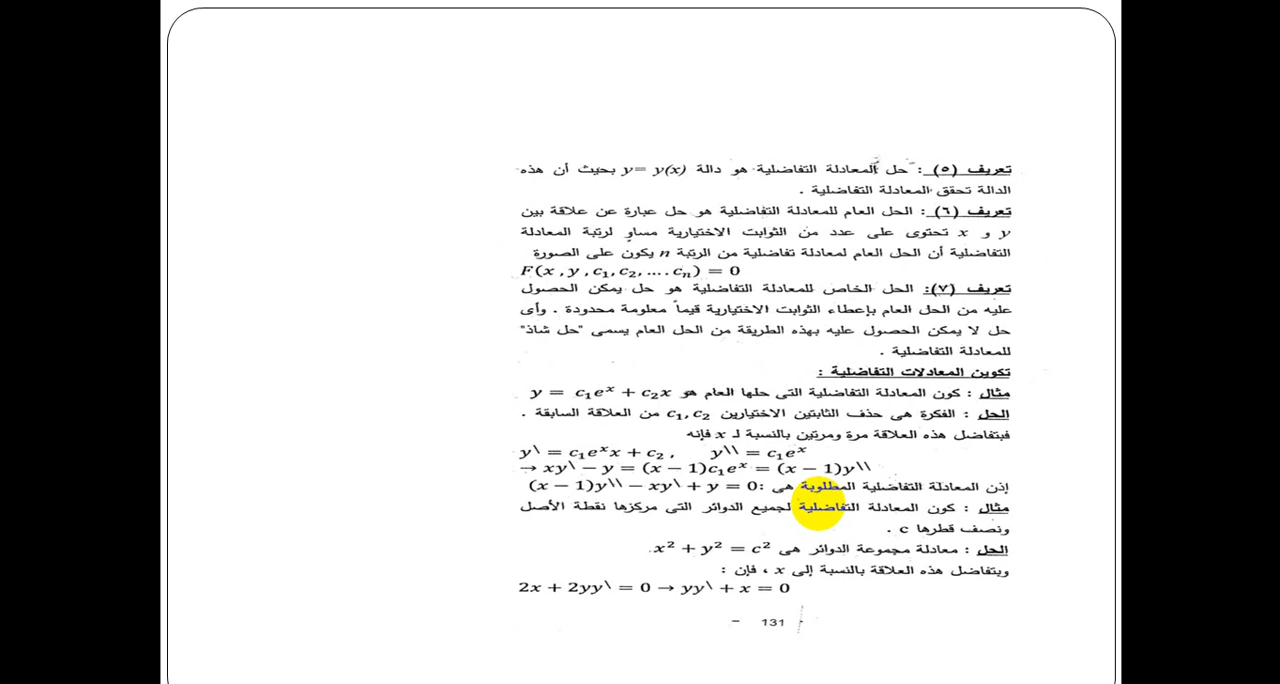 تعريف (٥) : حل المعادلة التفاضلية هو دالة y= y(x) بحيث أن هذه
الدالة تحقق المعادلة التفاضلية .
تعريف (٦) : الحل العام للمعادلة التفاضلية هو حل عبارة عن علاقة بين
y و x تحتوى على عدد من الثوابت الاختيارية مساوٍ لرتبة المعادلة
التفاضلية أن الحل العام لمعادلة تفاضلية من الرتبة n يكون على الصورة
F(x , y , c₁, c₂, .... cₙ) = 0
تعريف (٧): الحل الخاص للمعادلة التفاضلية هو حل يمكن الحصول
عليه من الحل العام بإعطاء الثوابت الاختيارية قيماً معلومة محدودة . وأى
حل لا يمكن الحصول عليه بهذه الطريقة من الحل العام يسمى "حل شاذ"
للمعادلة التفاضلية .
تكوين المعادلات التفاضلية :
مثال : كون المعادلة التفاضلية التى حلها العام هو y = c₁eˣ + c₂x
الحل : الفكرة هى حذف الثابتين الاختيارين c₁, c₂ من العلاقة السابقة .
فبتفاضل هذه العلاقة مرة ومرتين بالنسبة لـ x فإنه
y\ = c₁eˣx + c₂ , y\\ = c₁eˣ
→ xy\ − y = (x − 1)c₁eˣ = (x − 1)y\\
إذن المعادلة التفاضلية المطلوبة هى :(x − 1)y\\ − xy\ + y = 0
مثال : كون المعادلة التفاضلية لجميع الدوائر التى مركزها نقطة الأصل
ونصف قطرها c .
الحل : معادلة مجموعة الدوائر هى x² + y² = c².
وبتفاضل هذه العلاقة بالنسبة إلى x ، فإن :
2x + 2yy\ = 0 → yy\ + x = 0
– 131 -